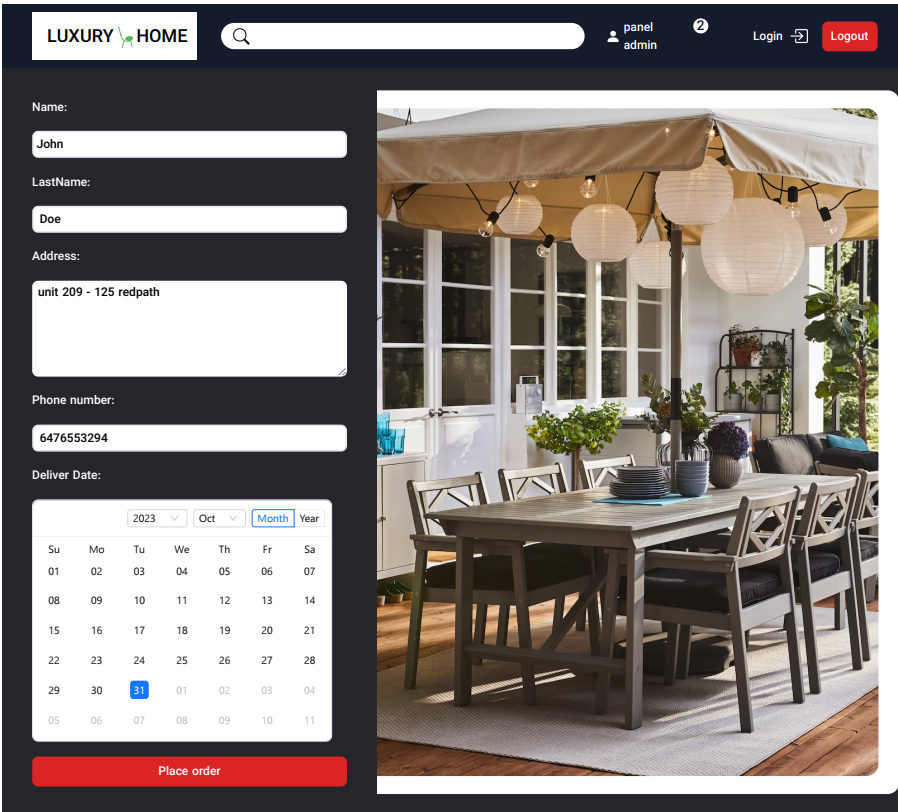 LUXURY HOME
panel
admin
2
Login
Logout
Name:
John
LastName:
Doe
Address:
unit 209 - 125 redpath
Phone number:
6476553294
Deliver Date:
2023 Oct Month Year
Su Mo Tu We Th Fr Sa
01 02 03 04 05 06 07
08 09 10 11 12 13 14
15 16 17 18 19 20 21
22 23 24 25 26 27 28
29 30 31 01 02 03 04
05 06 07 08 09 10 11
Place order